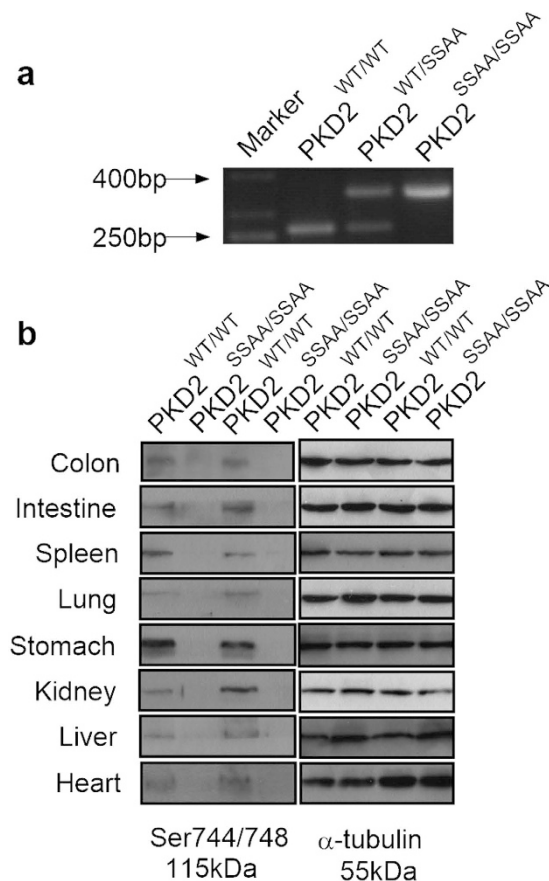 a
Marker
PKD2 WT/WT
PKD2 WT/SSAA
PKD2 SSAA/SSAA
400bp
250bp
b
PKD2 WT/WT
PKD2 SSAA/SSAA
PKD2 WT/WT
PKD2 SSAA/SSAA
PKD2 WT/WT
PKD2 SSAA/SSAA
PKD2 WT/WT
PKD2 SSAA/SSAA
Colon
Intestine
Spleen
Lung
Stomach
Kidney
Liver
Heart
Ser744/748
115kDa
α-tubulin
55kDa